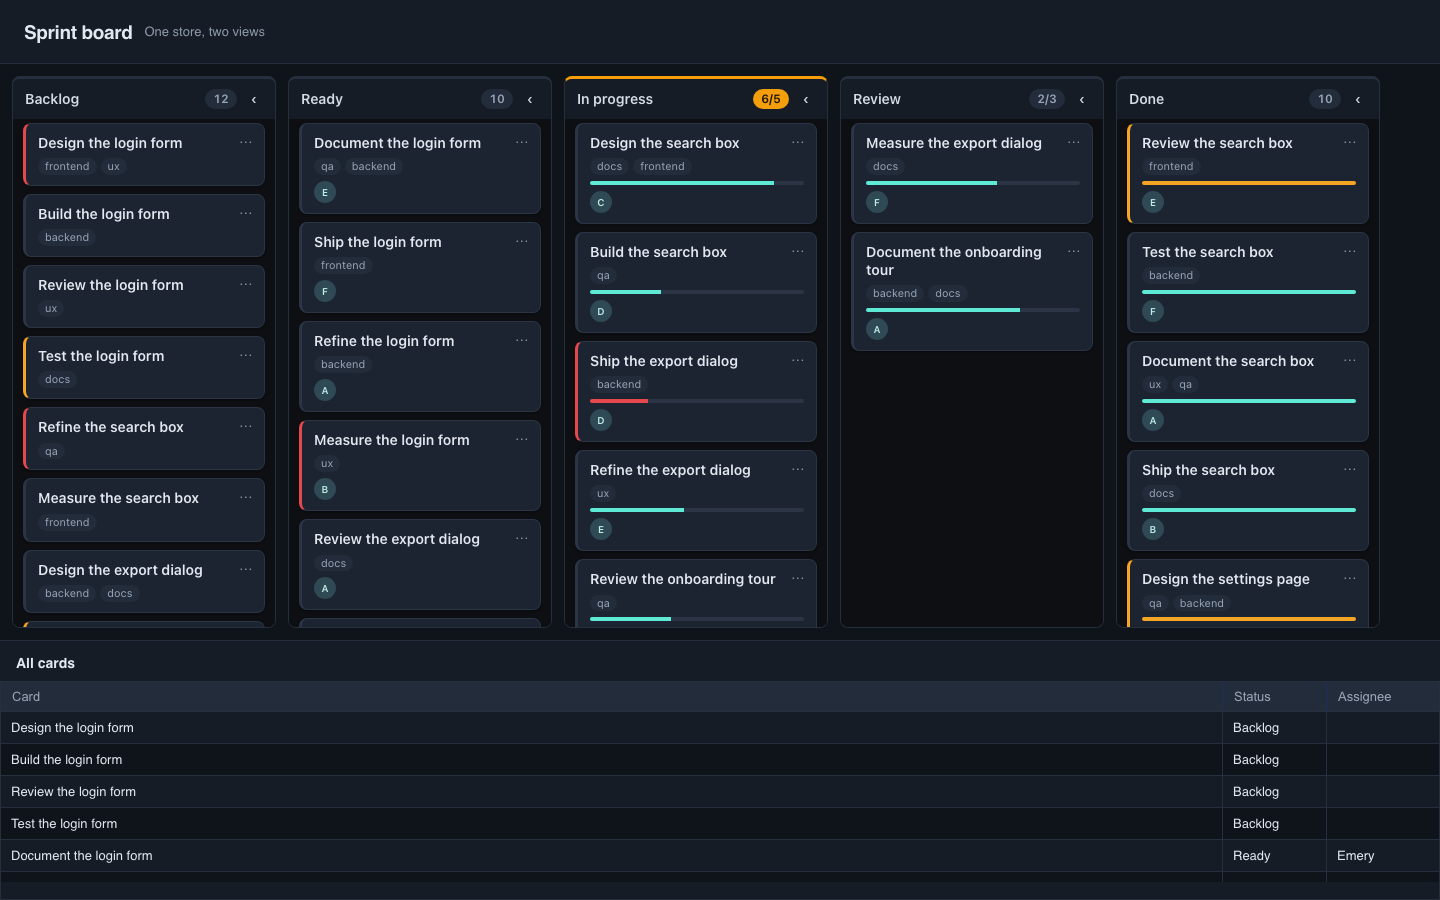 Sprint board One store, two views
Backlog 12 ‹
Design the login form ···
frontend ux
Build the login form ···
backend
Review the login form ···
ux
Test the login form ···
docs
Refine the search box ···
qa
Measure the search box ···
frontend
Design the export dialog ···
backend docs
Ready 10 ‹
Document the login form ···
qa backend
E
Ship the login form ···
frontend
F
Refine the login form ···
backend
A
Measure the login form ···
ux
B
Review the export dialog ···
docs
A
In progress 6/5 ‹
Design the search box ···
docs frontend
C
Build the search box ···
qa
D
Ship the export dialog ···
backend
D
Refine the export dialog ···
ux
E
Review the onboarding tour ···
qa
Review 2/3 ‹
Measure the export dialog ···
docs
F
Document the onboarding ···
tour
backend docs
A
Done 10 ‹
Review the search box ···
frontend
E
Test the search box ···
backend
F
Document the search box ···
ux qa
A
Ship the search box ···
docs
B
Design the settings page ···
qa backend
All cards
Card Status Assignee
Design the login form Backlog
Build the login form Backlog
Review the login form Backlog
Test the login form Backlog
Document the login form Ready Emery